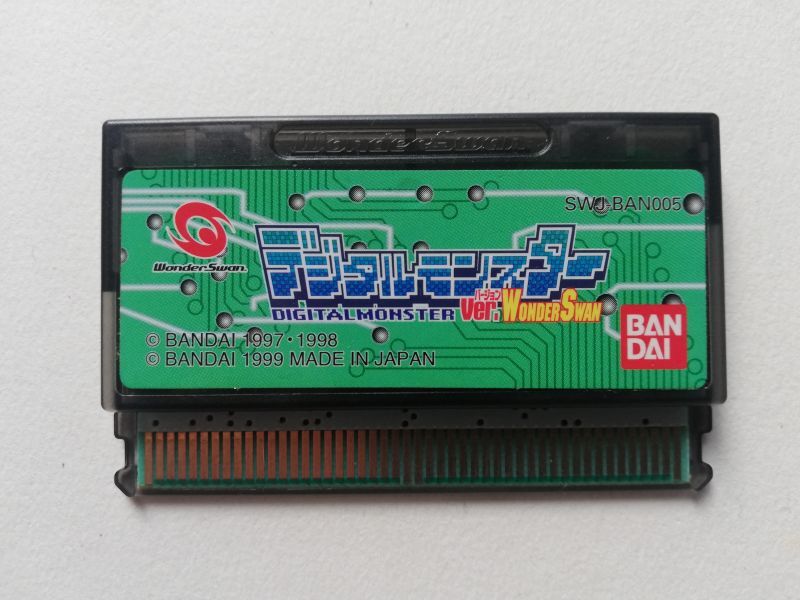 WonderSwan
SWJ-BAN005
WonderSwan
デジタルモンスター
DIGITALMONSTER Ver. バージョン WONDERSWAN
© BANDAI 1997・1998
© BANDAI 1999 MADE IN JAPAN
BAN
DAI